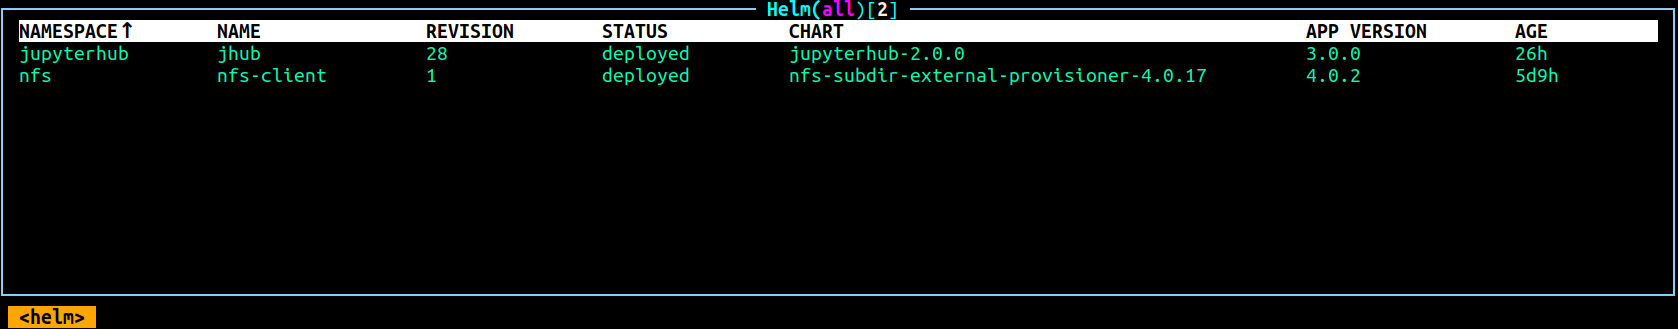 Helm(all)[2]
NAMESPACE↑ NAME REVISION STATUS CHART APP VERSION AGE
jupyterhub jhub 28 deployed jupyterhub-2.0.0 3.0.0 26h
nfs nfs-client 1 deployed nfs-subdir-external-provisioner-4.0.17 4.0.2 5d9h
<helm>